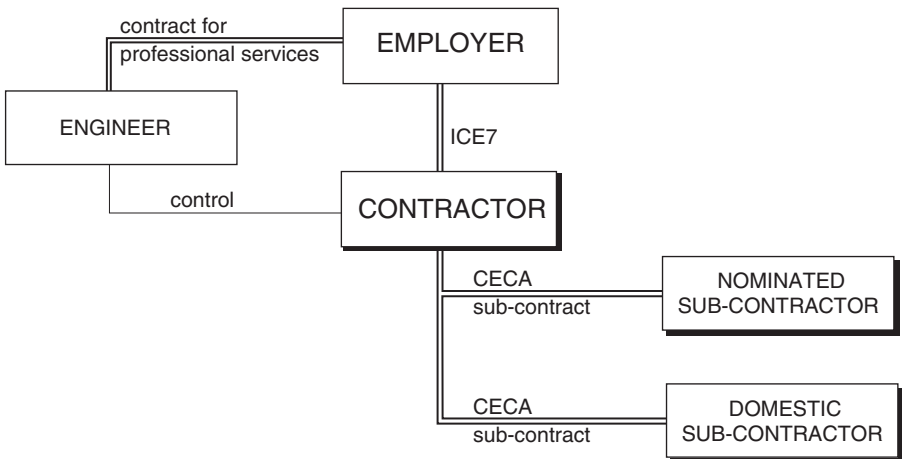 contract for
professional services
EMPLOYER
ENGINEER
ICE7
control
CONTRACTOR
CECA
sub-contract
NOMINATED
SUB-CONTRACTOR
CECA
sub-contract
DOMESTIC
SUB-CONTRACTOR